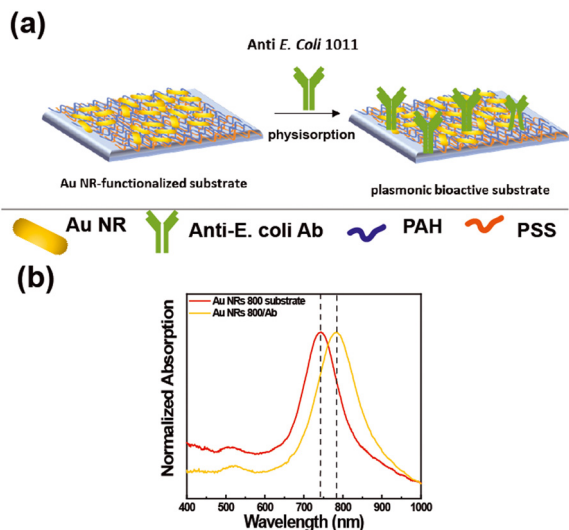 (a)
Anti E. Coli 1011
physisorption
Au NR-functionalized substrate
plasmonic bioactive substrate
Au NR
Anti-E. coli Ab
PAH
PSS
(b)
Au NRs 800 substrate
Au NRs 800/Ab
Normalized Absorption
400 500 600 700 800 900 1000
Wavelength (nm)